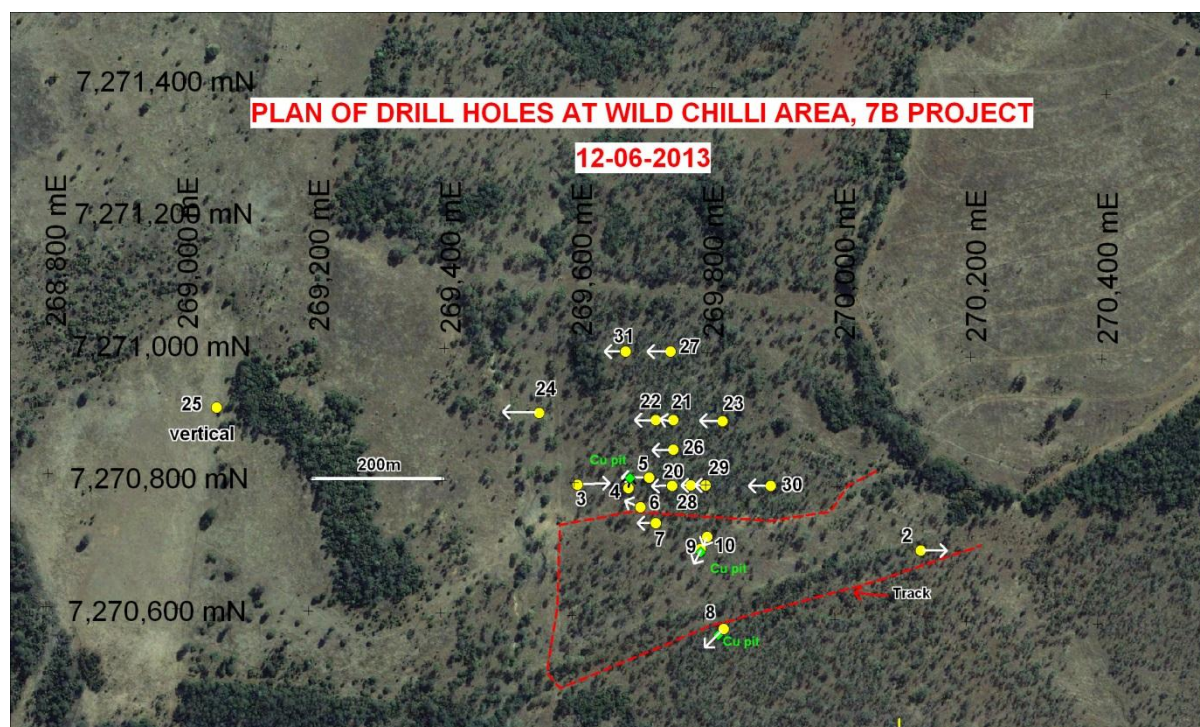 7,271,400 mN
PLAN OF DRILL HOLES AT WILD CHILLI AREA, 7B PROJECT
12-06-2013
268,800 mE
269,000 mE
269,200 mE
269,400 mE
269,600 mE
269,800 mE
270,000 mE
270,200 mE
270,400 mE
7,271,200 mN
7,271,000 mN
31
27
24
25
vertical
22
21
23
26
200m
Cu pit
5
20
29
7,270,800 mN
3
4
28
30
6
7
9
10
2
Cu pit
Track
7,270,600 mN
8
Cu pit